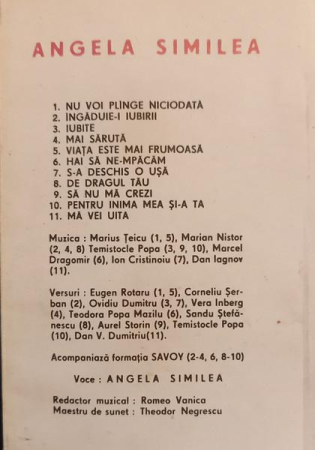 ANGELA SIMILEA
1. NU VOI PLÎNGE NICIODATĂ
2. ÎNGĂDUIE-I IUBIRII
3. IUBITE
4. MAI SĂRUTĂ
5. VIAȚA ESTE MAI FRUMOASĂ
6. HAI SĂ NE-MPĂCĂM
7. S-A DESCHIS O UȘĂ
8. DE DRAGUL TĂU
9. SĂ NU MĂ CREZI
10. PENTRU INIMA MEA ȘI-A TA
11. MĂ VEI UITA
Muzica : Marius Țeicu (1, 5), Marian Nistor
(2, 4, 8) Temistocle Popa (3, 9, 10), Marcel
Dragomir (6), Ion Cristinoiu (7), Dan Iagnov
(11).
Versuri : Eugen Rotaru (1, 5), Corneliu Șer-
ban (2), Ovidiu Dumitru (3, 7), Vera Inberg
(4), Teodora Popa Mazilu (6), Sandu Ștefă-
nescu (8), Aurel Storin (9), Temistocle Popa
(10), Dan V. Dumitriu(11).
Acompaniază formația SAVOY (2-4, 6, 8-10)
Voce : ANGELA SIMILEA
Redactor muzical : Romeo Vanica
Maestru de sunet : Theodor Negrescu